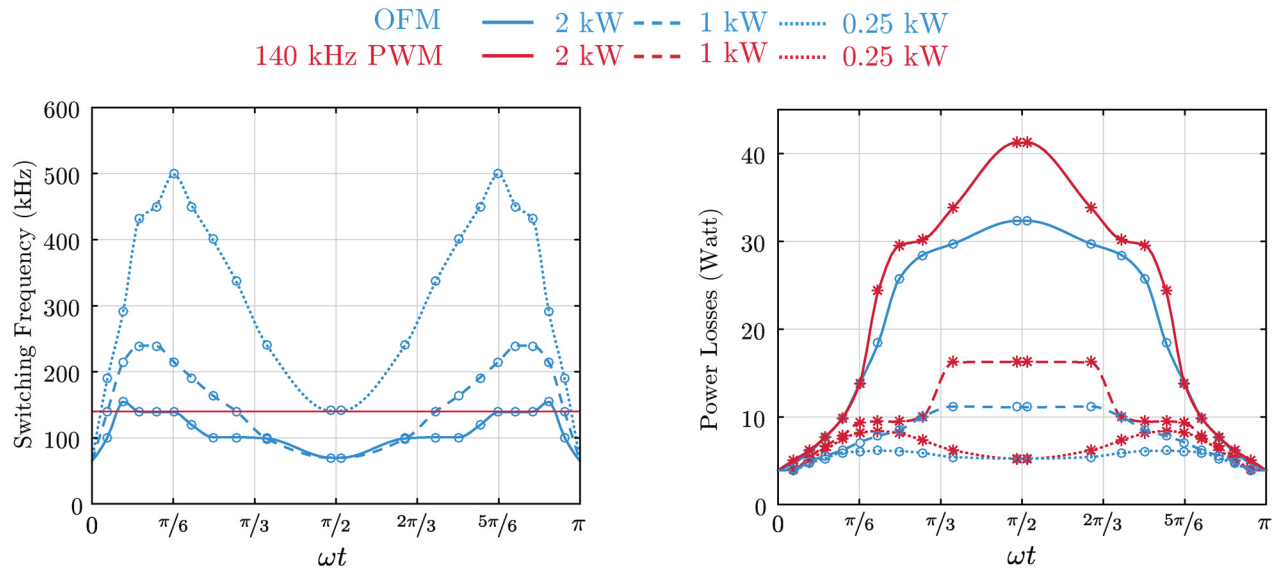 OFM 2 kW 1 kW 0.25 kW
140 kHz PWM 2 kW 1 kW 0.25 kW
Switching Frequency (kHz)
600
500
400
300
200
100
0
0 π/6 π/3 π/2 2π/3 5π/6 π
ωt
Power Losses (Watt)
40
30
20
10
0
0 π/6 π/3 π/2 2π/3 5π/6 π
ωt